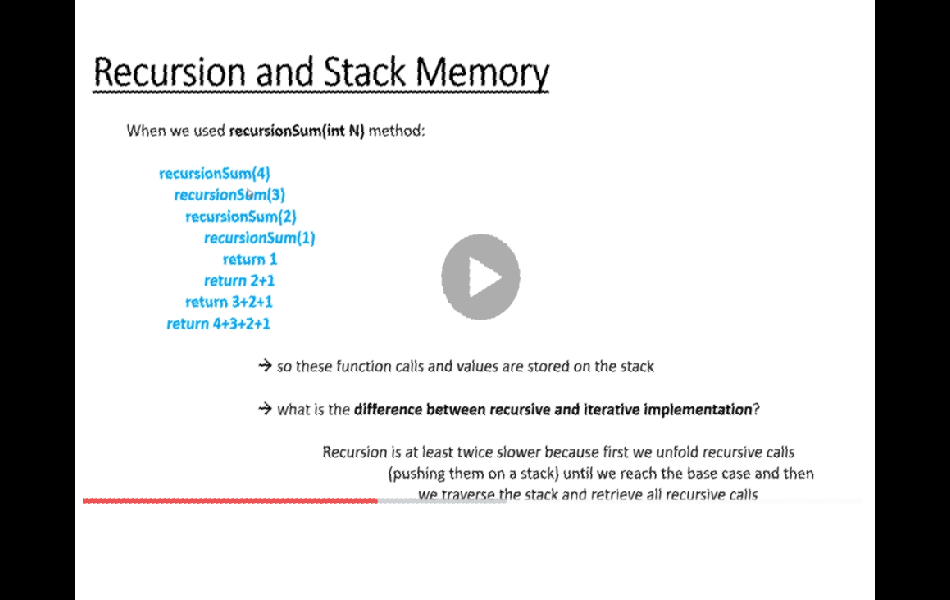 Recursion and Stack Memory
When we used recursionSum(int N) method:
recursionSum(4)
recursionSum(3)
recursionSum(2)
recursionSum(1)
return 1
return 2+1
return 3+2+1
return 4+3+2+1
→ so these function calls and values are stored on the stack
→ what is the difference between recursive and iterative implementation?
Recursion is at least twice slower because first we unfold recursive calls
(pushing them on a stack) until we reach the base case and then
we traverse the stack and retrieve all recursive calls